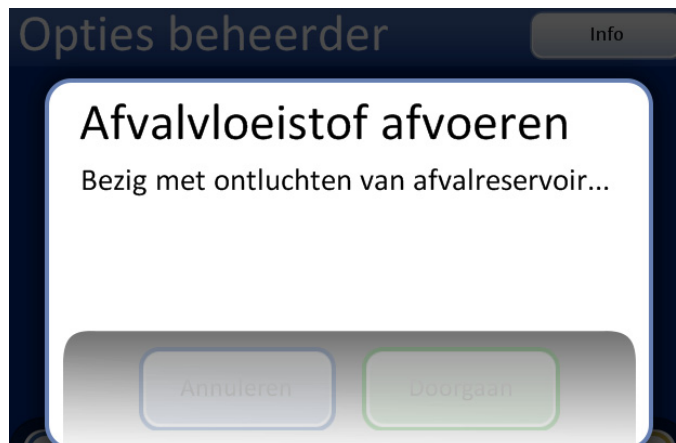 Opties beheerder
Info
Afvalvloeistof afvoeren
Bezig met ontluchten van afvalreservoir...
Annuleren
Doorgaan